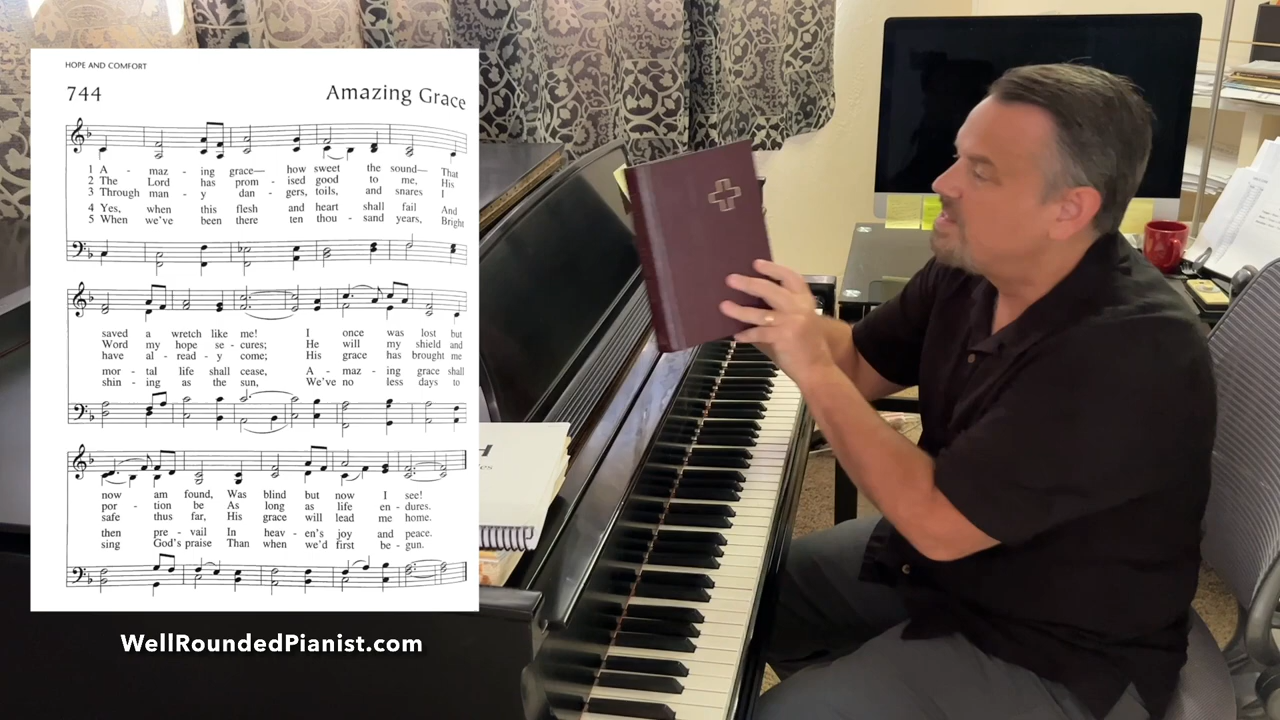 HOPE AND COMFORT
744
Amazing Grace
1 A - maz - ing grace— how sweet the sound— That
2 The Lord has prom - ised good to me, His
3 Through man - y dan - gers, toils, and snares I
4 Yes, when this flesh and heart shall fail And
5 When we've been there ten thou - sand years, Bright
saved a wretch like me! I once was lost but
Word my hope se - cures; He will my shield and
have al - read - y come; His grace has brought me
mor - tal life shall cease, A - maz - ing grace shall
shin - ing as the sun, We've no less days to
now am found, Was blind but now I see!
por - tion be As long as life en - dures.
safe thus far, His grace will lead me home.
then pre - vail In heav - en's joy and peace.
sing God's praise Than when we'd first be - gun.
WellRoundedPianist.com